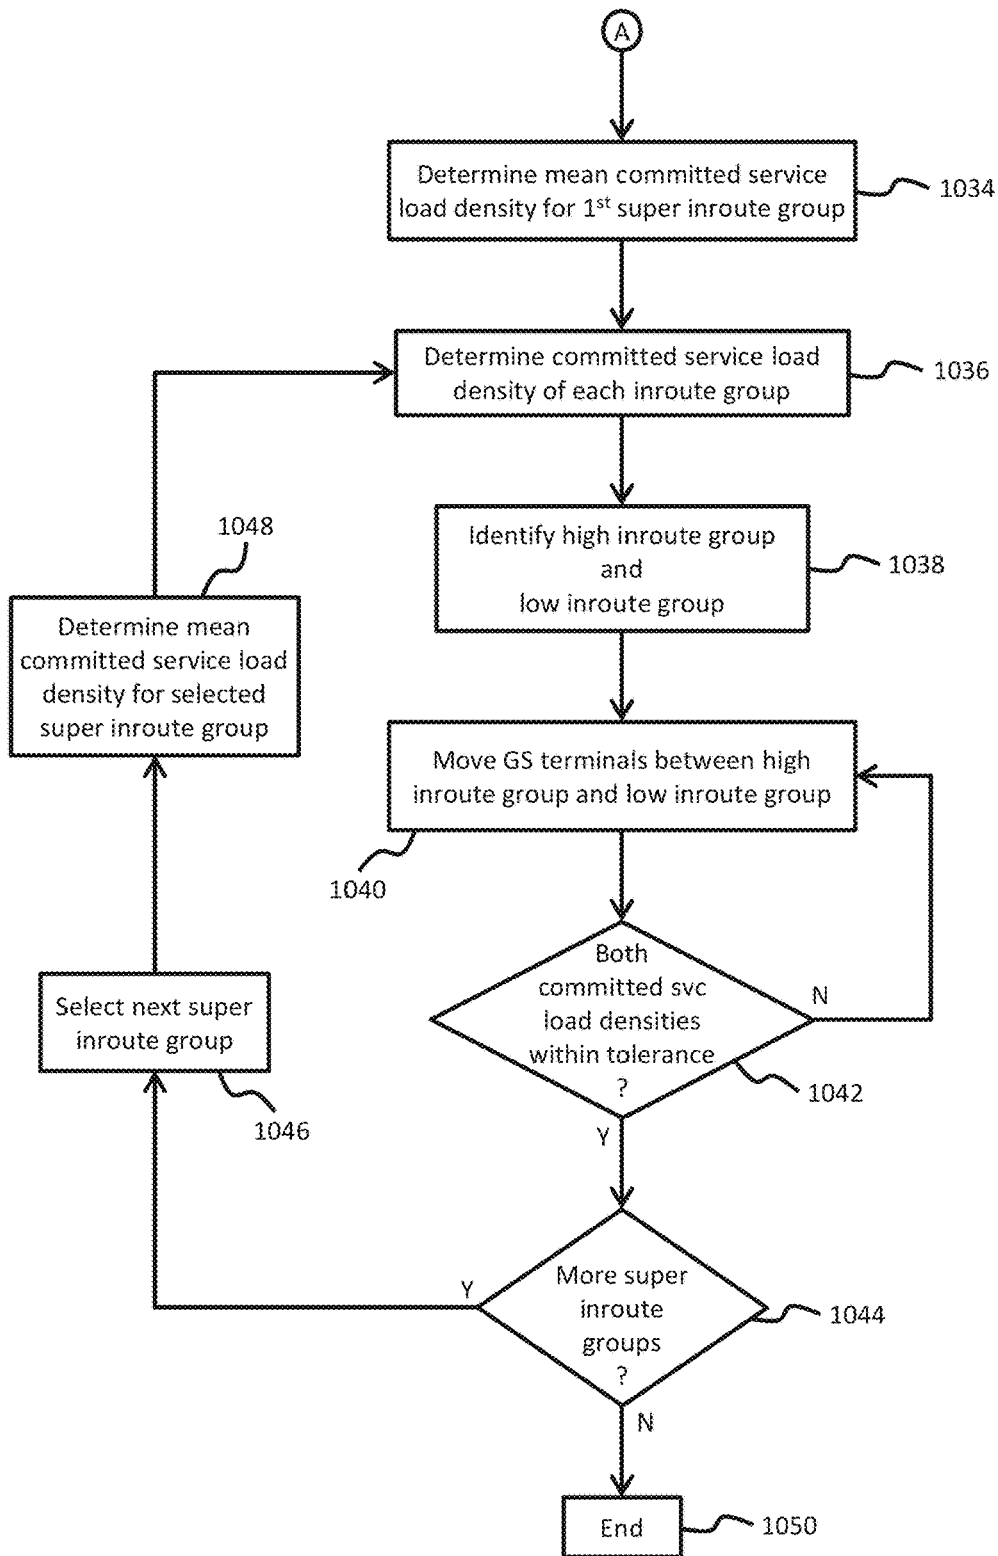 A
Determine mean committed service
load density for 1st super inroute group
1034
Determine committed service load
density of each inroute group
1036
Identify high inroute group
and
low inroute group
1038
1048
Determine mean
committed service load
density for selected
super inroute group
Move GS terminals between high
inroute group and low inroute group
1040
Both
committed svc
load densities
within tolerance
?
N
1042
Y
Select next super
inroute group
1046
More super
inroute
groups
?
Y
1044
N
End
1050